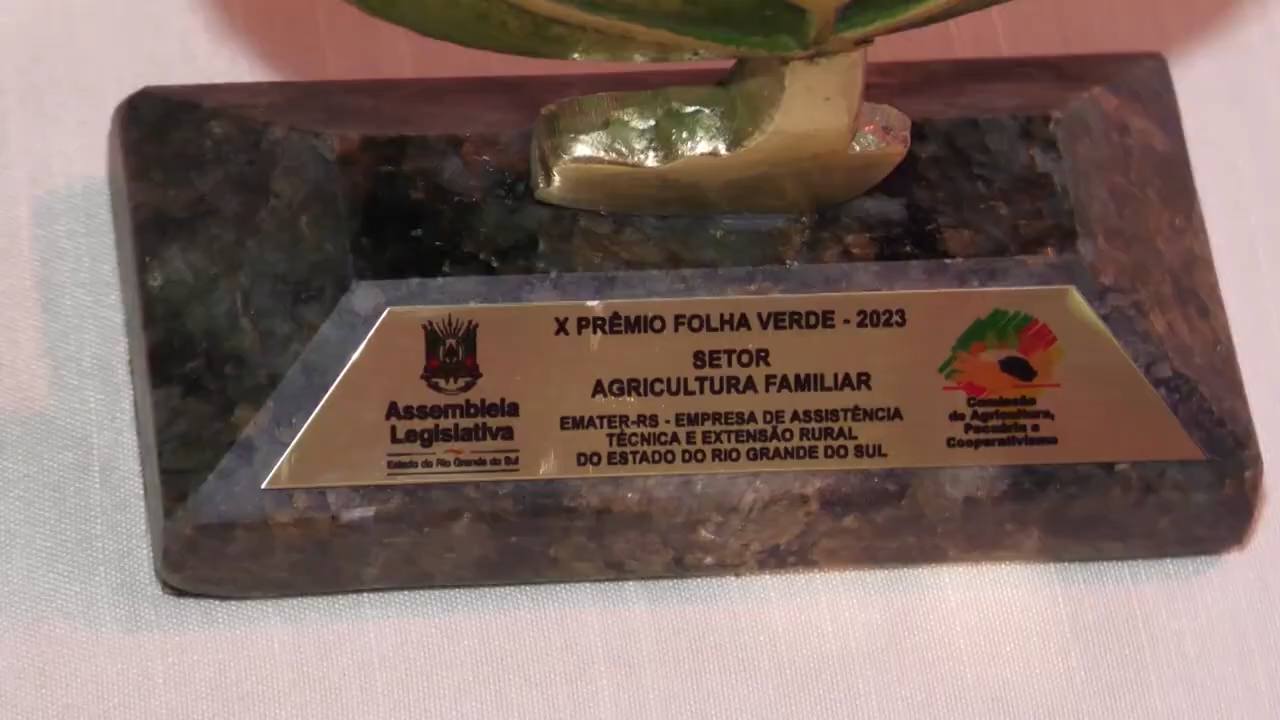 X PRÊMIO FOLHA VERDE - 2023
SETOR
AGRICULTURA FAMILIAR
EMATER-RS - EMPRESA DE ASSISTÊNCIA
TÉCNICA E EXTENSÃO RURAL
DO ESTADO DO RIO GRANDE DO SUL
Assembleia
Legislativa
Estado do Rio Grande do Sul
Comissão
de Agricultura,
Pecuária e
Cooperativismo